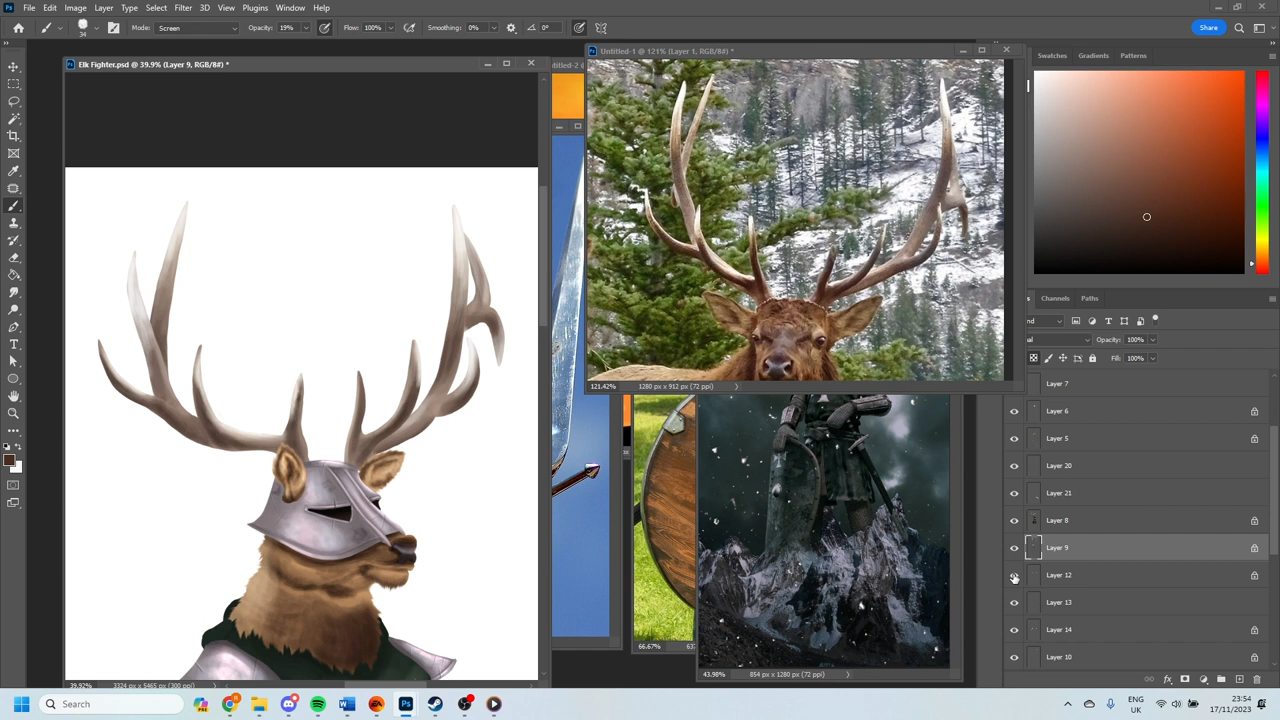 Ps File Edit Image Layer Type Select Filter 3D View Plugins Window Help
34 Mode: Screen Opacity: 19% Flow: 100% Smoothing: 0% 0° Share
Swatches Gradients Patterns
Elk Fighter.psd @ 39.9% (Layer 9, RGB/8#) *
Untitled-1 @ 121% (Layer 1, RGB/8#) *
121.42% 1280 px x 912 px (72 ppi)
66.67%
43.98% 854 px x 1280 px (72 ppi)
39.92% 3324 px x 5465 px (300 ppi)
Channels Paths
Opacity: 100%
Fill: 100%
Layer 7
Layer 6
Layer 5
Layer 20
Layer 21
Layer 8
Layer 9
Layer 12
Layer 13
Layer 14
Layer 10
Search
ENG
UK
23:54
17/11/2023